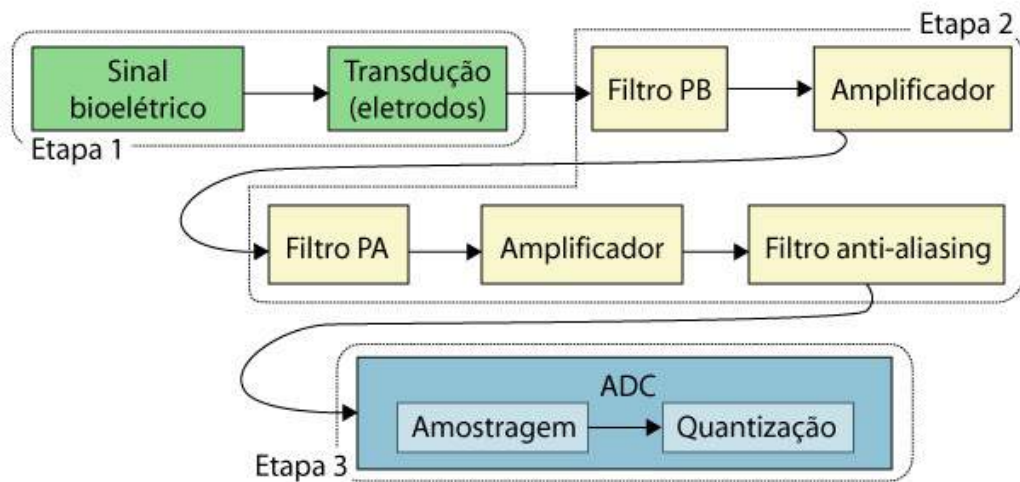 Etapa 2
Sinal
bioelétrico
Transdução
(eletrodos)
Filtro PB
Amplificador
Etapa 1
Filtro PA
Amplificador
Filtro anti-aliasing
ADC
Amostragem
Quantização
Etapa 3